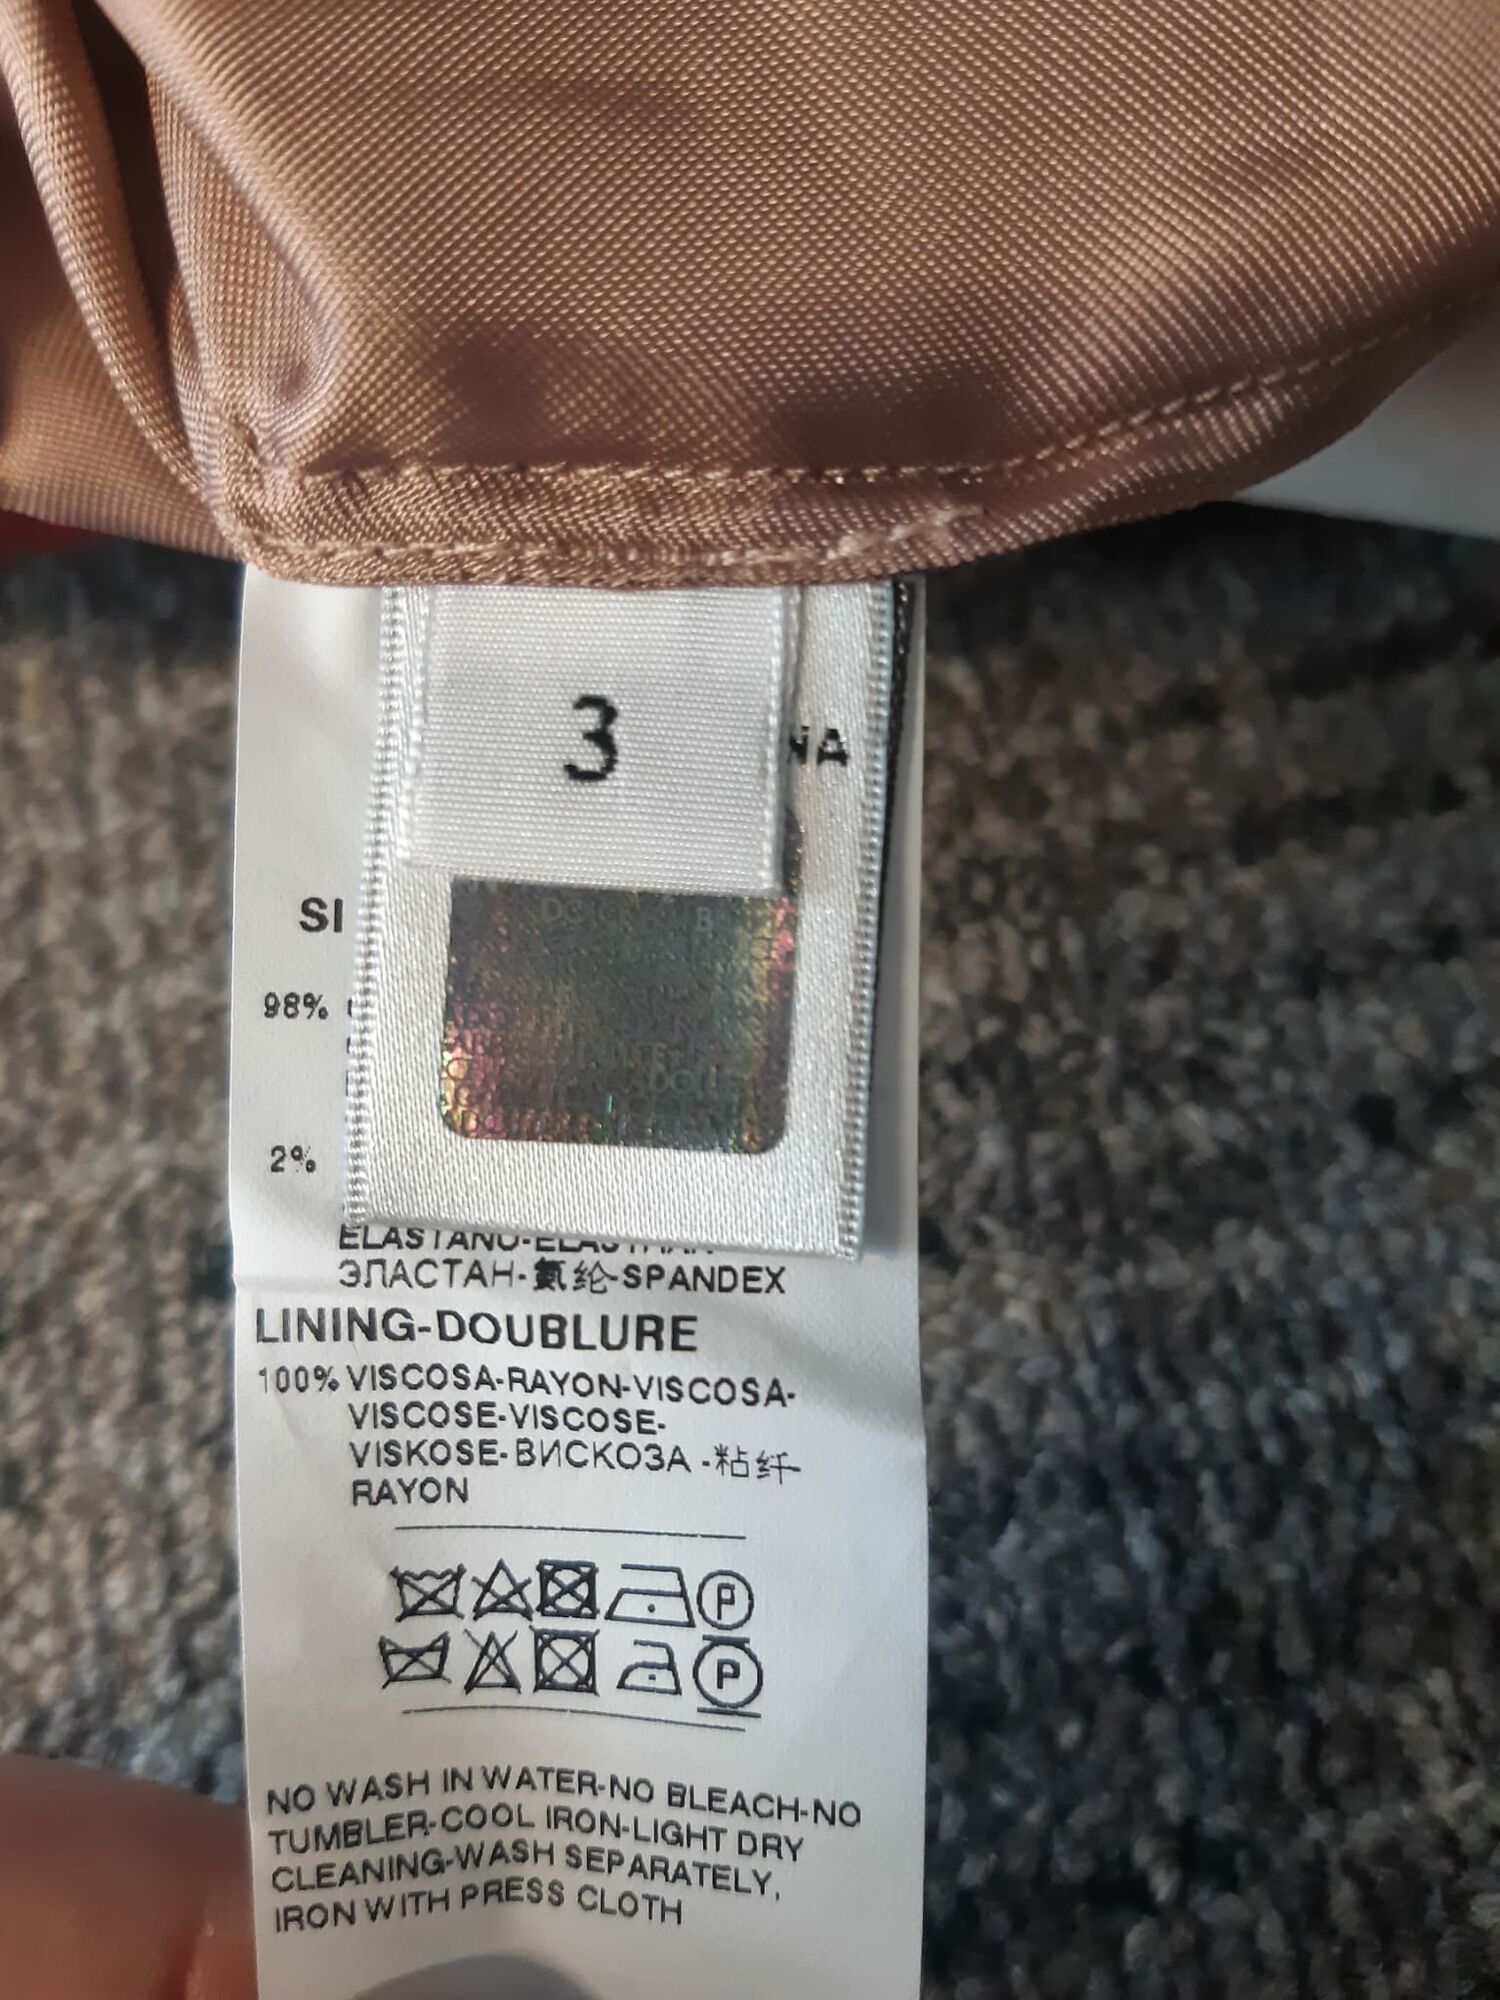 3
NA
DOLCE B
SI
98%
2%
ELASTANO-
ЭЛАСТАН-氨纶-SPANDEX
LINING-DOUBLURE
100% VISCOSA-RAYON-VISCOSA-
VISCOSE-VISCOSE-
VISKOSE-ВИСКОЗА-粘纤-
RAYON
P
P
NO WASH IN WATER-NO BLEACH-NO
TUMBLER-COOL IRON-LIGHT DRY
CLEANING-WASH SEPARATELY,
IRON WITH PRESS CLOTH